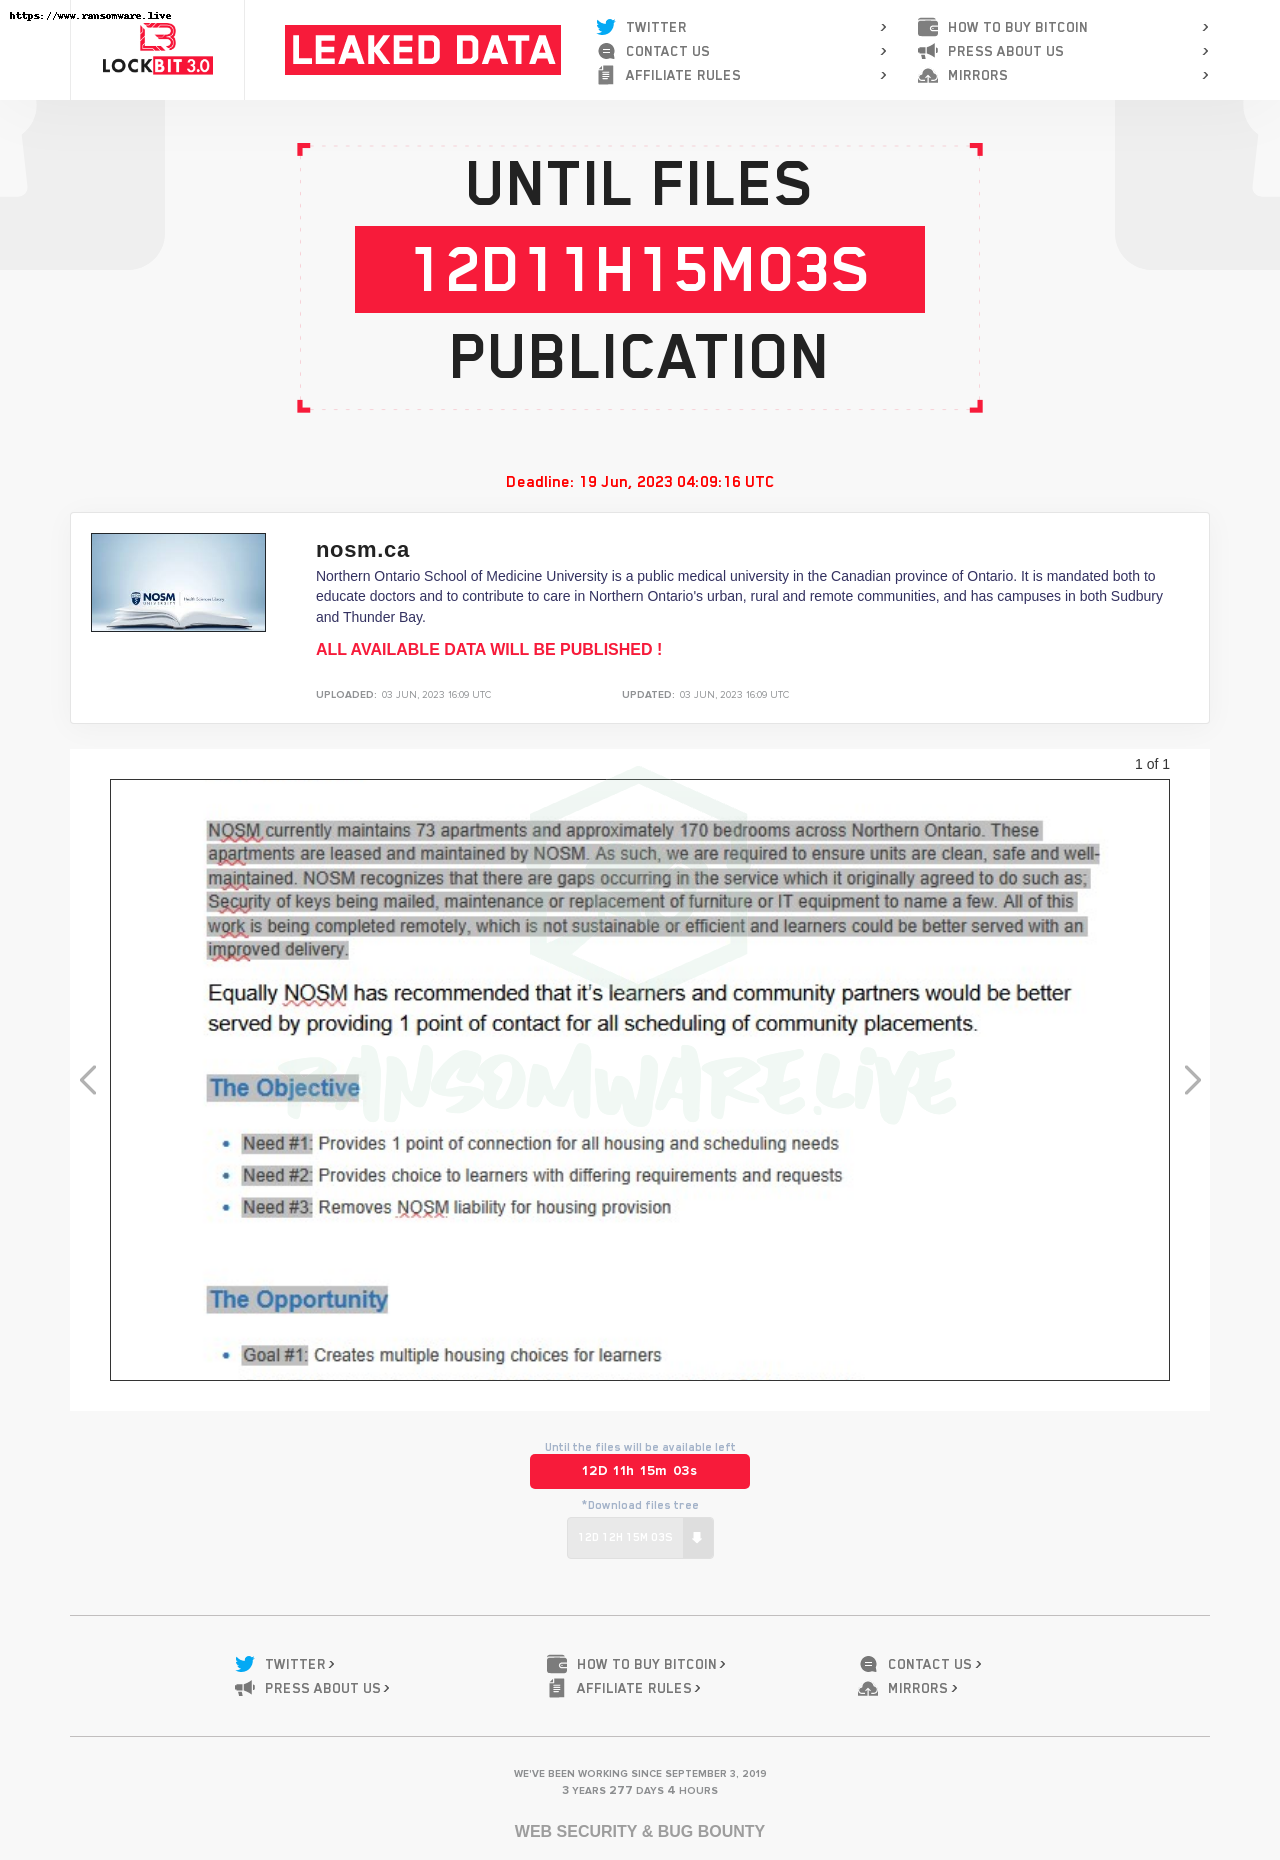 https://www.ransomware.live
LOCKBIT 3.0
LEAKED DATA
TWITTER
CONTACT US
AFFILIATE RULES
HOW TO BUY BITCOIN
PRESS ABOUT US
MIRRORS
UNTIL FILES
12D11H15M03S
PUBLICATION
Deadline: 19 Jun, 2023 04:09:16 UTC
NOSM
UNIVERSITY
Health Sciences Library
nosm.ca
Northern Ontario School of Medicine University is a public medical university in the Canadian province of Ontario. It is mandated both to
educate doctors and to contribute to care in Northern Ontario's urban, rural and remote communities, and has campuses in both Sudbury
and Thunder Bay.
ALL AVAILABLE DATA WILL BE PUBLISHED !
UPLOADED: 03 JUN, 2023 16:09 UTC
UPDATED: 03 JUN, 2023 16:09 UTC
1 of 1
NOSM currently maintains 73 apartments and approximately 170 bedrooms across Northern Ontario. These
apartments are leased and maintained by NOSM. As such, we are required to ensure units are clean, safe and well-
maintained. NOSM recognizes that there are gaps occurring in the service which it originally agreed to do such as;
Security of keys being mailed, maintenance or replacement of furniture or IT equipment to name a few. All of this
work is being completed remotely, which is not sustainable or efficient and learners could be better served with an
improved delivery.
Equally NOSM has recommended that it's learners and community partners would be better
served by providing 1 point of contact for all scheduling of community placements.
RANSOMWARE.LIVE
The Objective
• Need #1: Provides 1 point of connection for all housing and scheduling needs
• Need #2: Provides choice to learners with differing requirements and requests
• Need #3: Removes NOSM liability for housing provision
The Opportunity
• Goal #1: Creates multiple housing choices for learners
Until the files will be available left
12D 11h 15m 03s
*Download files tree
12D 12H 15M 03S
TWITTER
HOW TO BUY BITCOIN
CONTACT US
PRESS ABOUT US
AFFILIATE RULES
MIRRORS
WE'VE BEEN WORKING SINCE SEPTEMBER 3, 2019
3 YEARS 277 DAYS 4 HOURS
WEB SECURITY & BUG BOUNTY